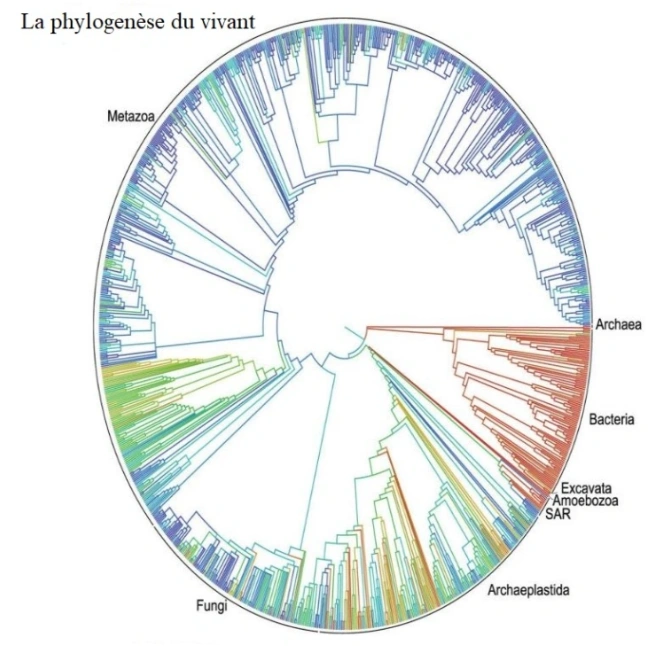 La phylogenèse du vivant
Metazoa
Archaea
Bacteria
Excavata
Amoebozoa
SAR
Archaeplastida
Fungi